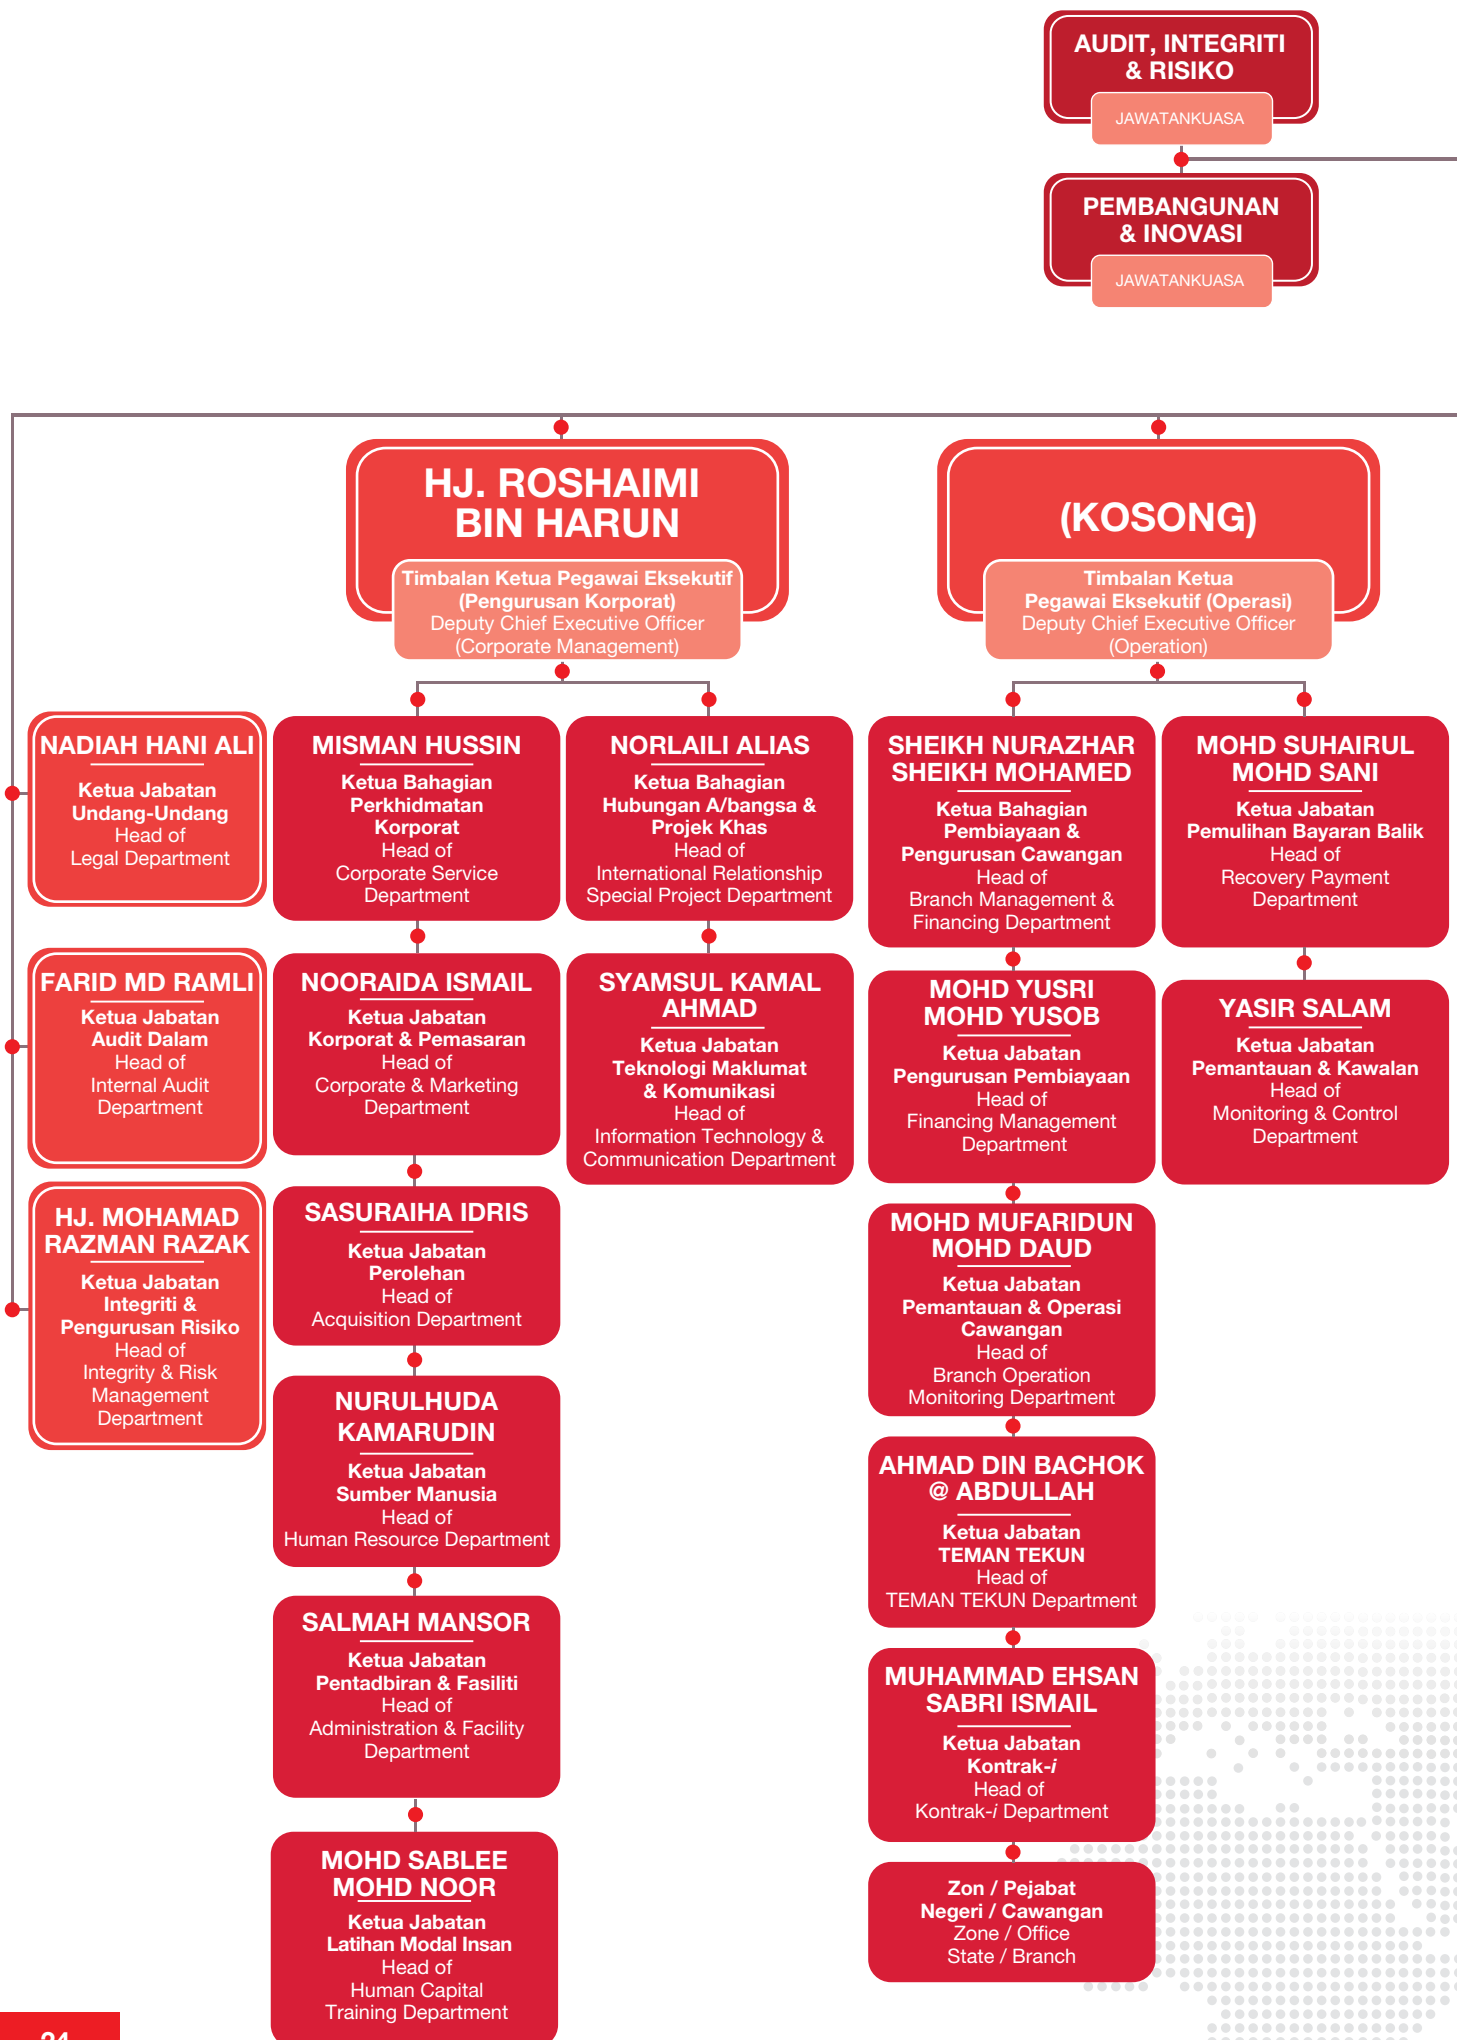 AUDIT, INTEGRITI
& RISIKO
JAWATANKUASA
PEMBANGUNAN
& INOVASI
JAWATANKUASA
HJ. ROSHAIMI
BIN HARUN
Timbalan Ketua Pegawai Eksekutif
(Pengurusan Korporat)
Deputy Chief Executive Officer
(Corporate Management)
(KOSONG)
Timbalan Ketua
Pegawai Eksekutif (Operasi)
Deputy Chief Executive Officer
(Operation)
NADIAH HANI ALI
Ketua Jabatan
Undang-Undang
Head of
Legal Department
FARID MD RAMLI
Ketua Jabatan
Audit Dalam
Head of
Internal Audit
Department
HJ. MOHAMAD
RAZMAN RAZAK
Ketua Jabatan
Integriti &
Pengurusan Risiko
Head of
Integrity & Risk
Management
Department
MISMAN HUSSIN
Ketua Bahagian
Perkhidmatan
Korporat
Head of
Corporate Service
Department
NOORAIDA ISMAIL
Ketua Jabatan
Korporat & Pemasaran
Head of
Corporate & Marketing
Department
SASURAIHA IDRIS
Ketua Jabatan
Perolehan
Head of
Acquisition Department
NURULHUDA
KAMARUDIN
Ketua Jabatan
Sumber Manusia
Head of
Human Resource Department
SALMAH MANSOR
Ketua Jabatan
Pentadbiran & Fasiliti
Head of
Administration & Facility
Department
MOHD SABLEE
MOHD NOOR
Ketua Jabatan
Latihan Modal Insan
Head of
Human Capital
Training Department
NORLAILI ALIAS
Ketua Bahagian
Hubungan A/bangsa &
Projek Khas
Head of
International Relationship
Special Project Department
SYAMSUL KAMAL
AHMAD
Ketua Jabatan
Teknologi Maklumat
& Komunikasi
Head of
Information Technology &
Communication Department
SHEIKH NURAZHAR
SHEIKH MOHAMED
Ketua Bahagian
Pembiayaan &
Pengurusan Cawangan
Head of
Branch Management &
Financing Department
MOHD YUSRI
MOHD YUSOB
Ketua Jabatan
Pengurusan Pembiayaan
Head of
Financing Management
Department
MOHD MUFARIDUN
MOHD DAUD
Ketua Jabatan
Pemantauan & Operasi
Cawangan
Head of
Branch Operation
Monitoring Department
AHMAD DIN BACHOK
@ ABDULLAH
Ketua Jabatan
TEMAN TEKUN
Head of
TEMAN TEKUN Department
MUHAMMAD EHSAN
SABRI ISMAIL
Ketua Jabatan
Kontrak-i
Head of
Kontrak-i Department
Zon / Pejabat
Negeri / Cawangan
Zone / Office
State / Branch
MOHD SUHAIRUL
MOHD SANI
Ketua Jabatan
Pemulihan Bayaran Balik
Head of
Recovery Payment
Department
YASIR SALAM
Ketua Jabatan
Pemantauan & Kawalan
Head of
Monitoring & Control
Department